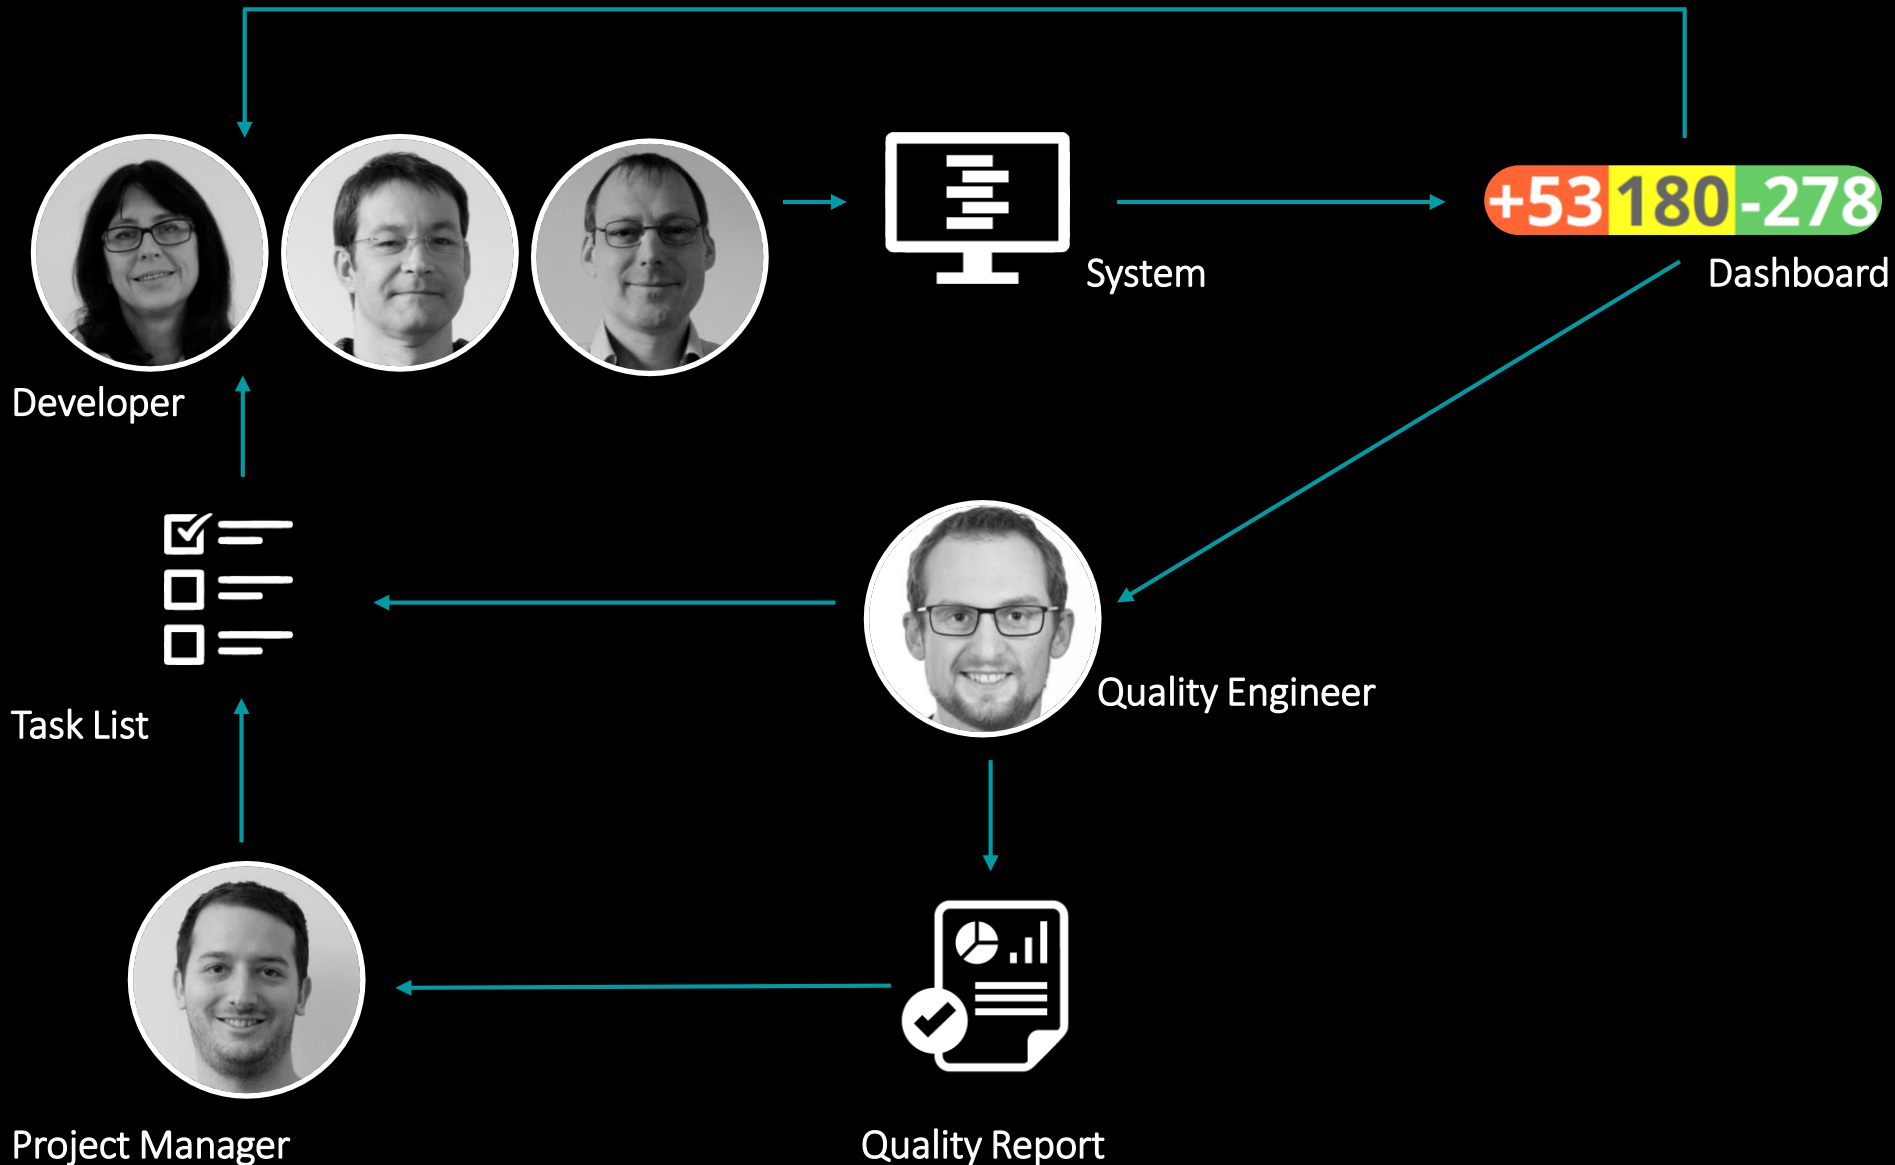 +53 180 -278
System
Dashboard
Developer
Quality Engineer
Task List
Project Manager
Quality Report